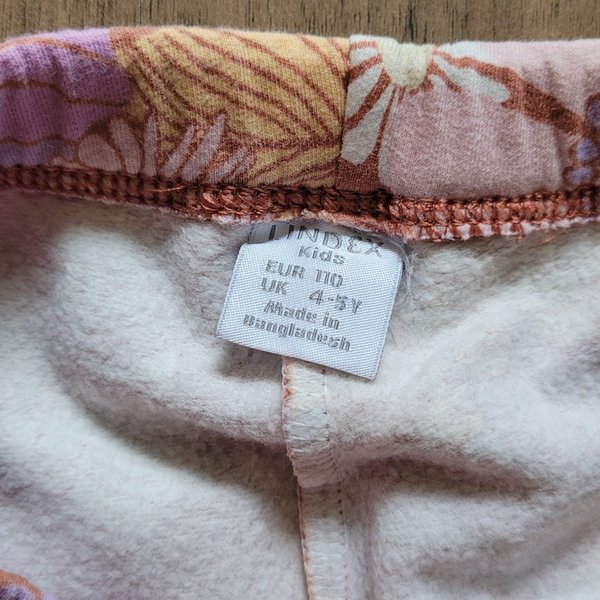 LINDEX
Kids
EUR 110
UK 4-5Y
Made in
Bangladesh